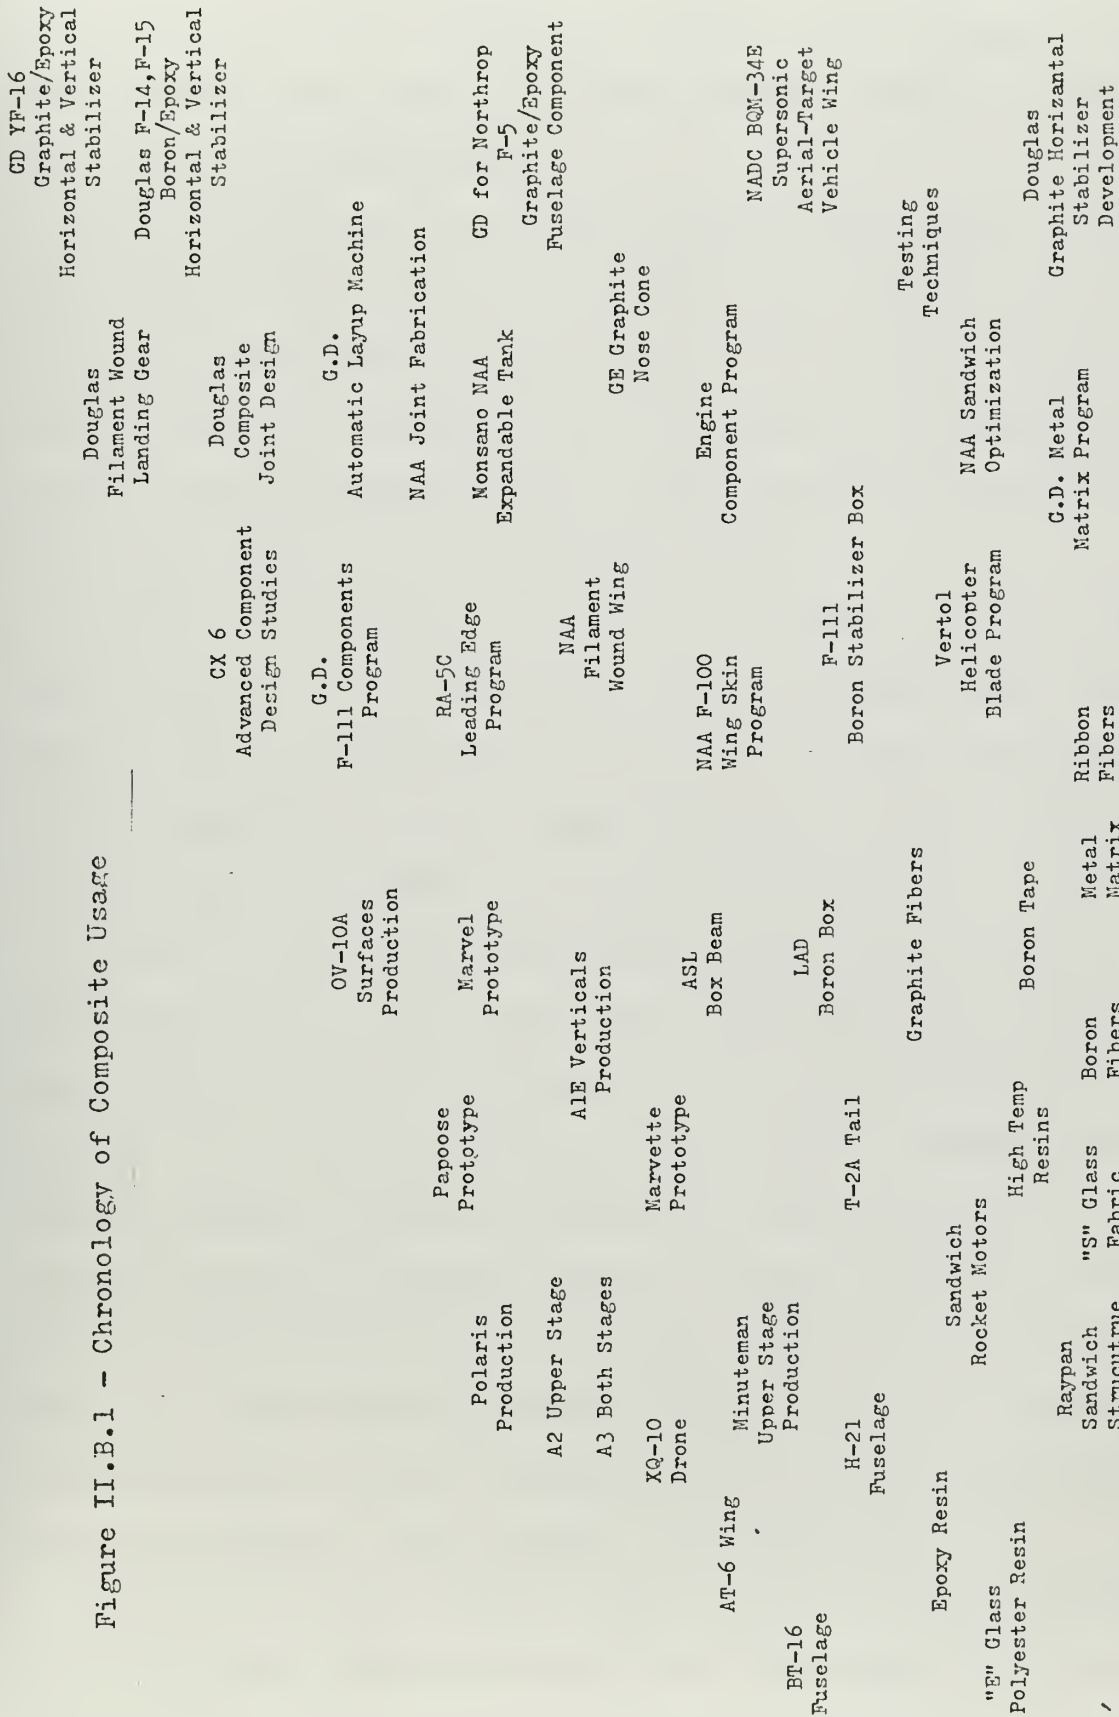 Figure II.B.1 - Chronology of Composite Usage
BT-16
Fuselage
"E" Glass
Polyester Resin
AT-6 Wing
Epoxy Resin
Polaris
Production
A2 Upper Stage
A3 Both Stages
XQ-10
Drone
Minuteman
Upper Stage
Production
H-21
Fuselage
Sandwich
Rocket Motors
Raypan
Sandwich
Strucutrue
Papoose
Prototype
Marvette
Prototype
T-2A Tail
High Temp
Resins
"S" Glass
Fabric
OV-10A
Surfaces
Production
Marvel
Prototype
A1E Verticals
Production
ASL
Box Beam
LAD
Boron Box
Graphite Fibers
Boron Tape
Boron
Fibers
Metal
Matrix
CX 6
Advanced Component
Design Studies
G.D.
F-111 Components
Program
RA-5C
Leading Edge
Program
NAA
Filament
Wound Wing
NAA F-100
Wing Skin
Program
F-111
Boron Stabilizer Box
Vertol
Helicopter
Blade Program
Ribbon
Fibers
Douglas
Filament Wound
Landing Gear
Douglas
Composite
Joint Design
G.D.
Automatic Layup Machine
NAA Joint Fabrication
Monsano NAA
Expandable Tank
GE Graphite
Nose Cone
Engine
Component Program
NAA Sandwich
Optimization
G.D. Metal
Matrix Program
GD YF-16
Graphite/Epoxy
Horizontal & Vertical
Stabilizer
Douglas F-14,F-15
Boron/Epoxy
Horizontal & Vertical
Stabilizer
GD for Northrop
F-5
Graphite/Epoxy
Fuselage Component
NADC BQM-34E
Supersonic
Aerial-Target
Vehicle Wing
Testing
Techniques
Douglas
Graphite Horizantal
Stabilizer
Development